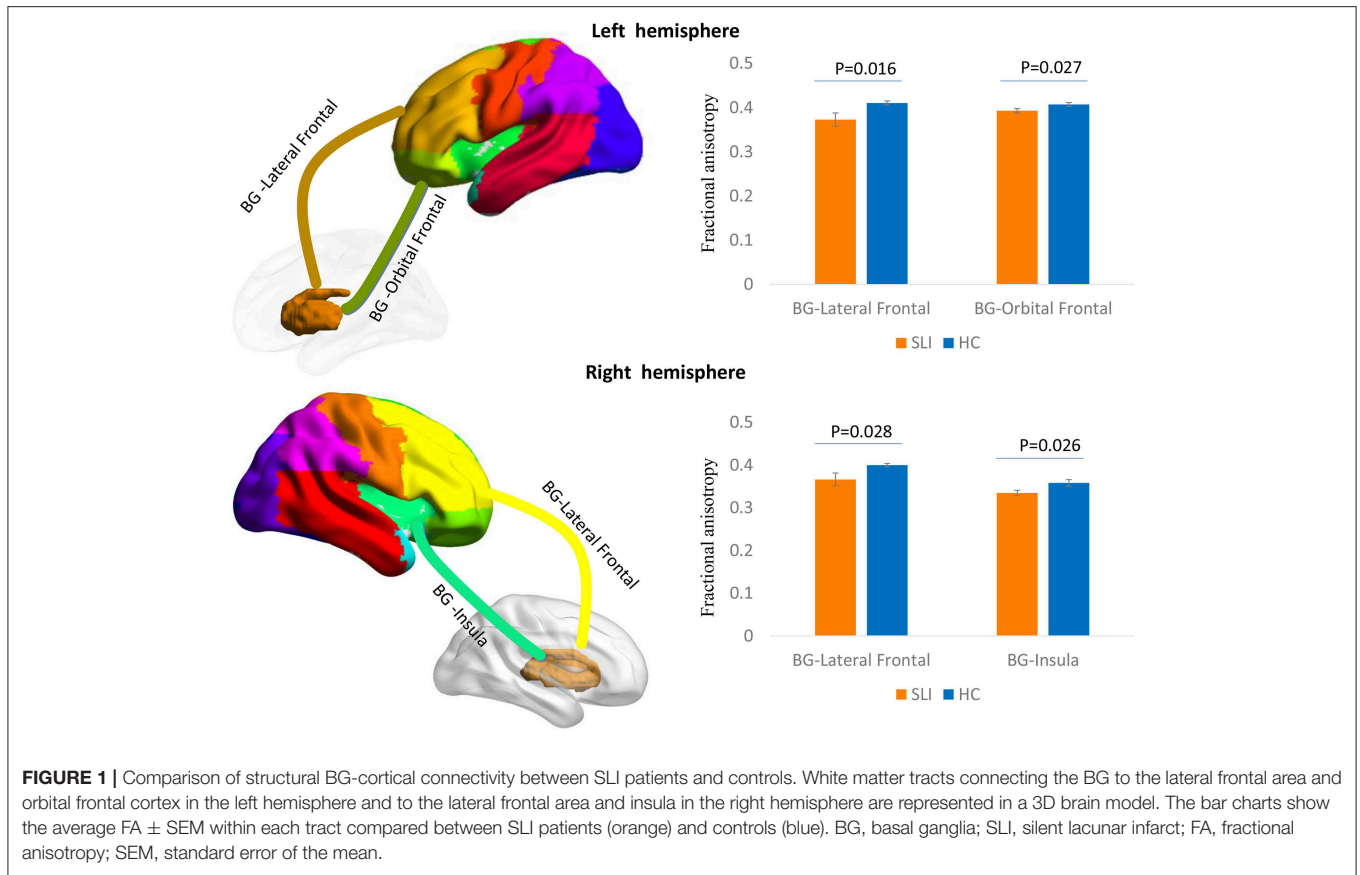 Left hemisphere
BG -Lateral Frontal
BG -Orbital Frontal
P=0.016
P=0.027
Fractional anisotropy
0.5
0.4
0.3
0.2
0.1
0
BG-Lateral Frontal
BG-Orbital Frontal
SLI
HC
Right hemisphere
BG-Lateral Frontal
BG -Insula
P=0.028
P=0.026
Fractional anisotropy
0.5
0.4
0.3
0.2
0.1
0
BG-Lateral Frontal
BG-Insula
SLI
HC
FIGURE 1 | Comparison of structural BG-cortical connectivity between SLI patients and controls. White matter tracts connecting the BG to the lateral frontal area and
orbital frontal cortex in the left hemisphere and to the lateral frontal area and insula in the right hemisphere are represented in a 3D brain model. The bar charts show
the average FA ± SEM within each tract compared between SLI patients (orange) and controls (blue). BG, basal ganglia; SLI, silent lacunar infarct; FA, fractional
anisotropy; SEM, standard error of the mean.